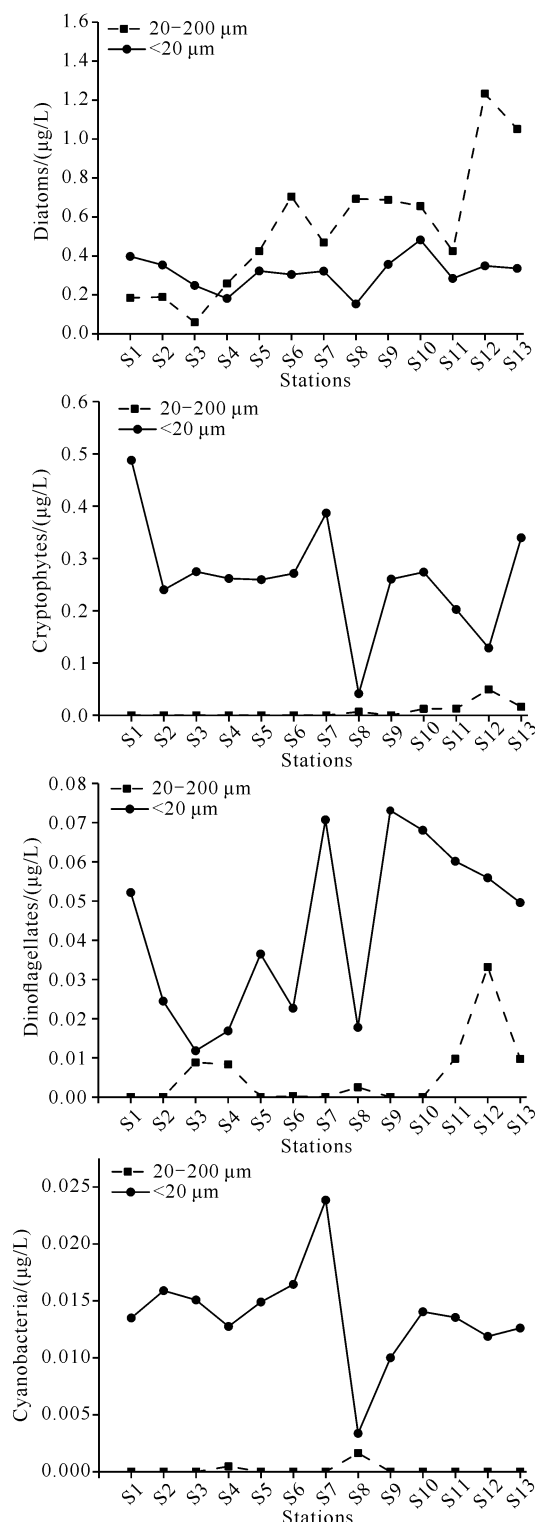 20−200 µm
<20 µm
Diatoms/(µg/L)
1.6
1.4
1.2
1.0
0.8
0.6
0.4
0.2
0.0
S1 S2 S3 S4 S5 S6 S7 S8 S9 S10 S11 S12 S13
Stations
20−200 µm
<20 µm
Cryptophytes/(µg/L)
0.6
0.5
0.4
0.3
0.2
0.1
0.0
S1 S2 S3 S4 S5 S6 S7 S8 S9 S10 S11 S12 S13
Stations
20−200 µm
<20 µm
Dinoflagellates/(µg/L)
0.08
0.07
0.06
0.05
0.04
0.03
0.02
0.01
0.00
S1 S2 S3 S4 S5 S6 S7 S8 S9 S10 S11 S12 S13
Stations
20−200 µm
<20 µm
Cyanobacteria/(µg/L)
0.025
0.020
0.015
0.010
0.005
0.000
S1 S2 S3 S4 S5 S6 S7 S8 S9 S10 S11 S12 S13
Stations